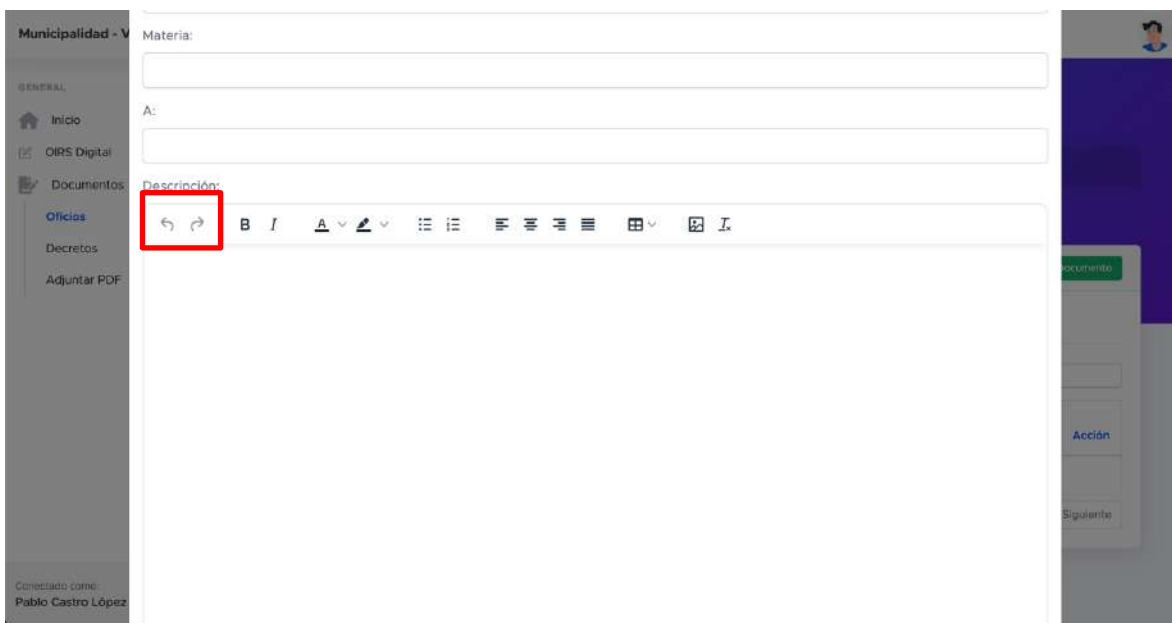 Municipalidad - V
GENERAL
Inicio
OIRS Digital
Documentos
Oficios
Decretos
Adjuntar PDF
Conectado como:
Pablo Castro López
Materia:
A:
Descripción:
B I A
ocumento
Acción
Siguiente